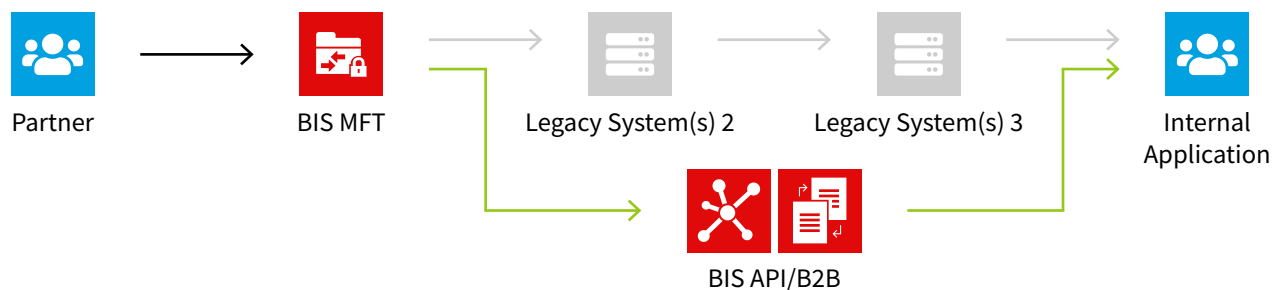 Partner
BIS MFT
Legacy System(s) 2
Legacy System(s) 3
Internal
Application
BIS API/B2B